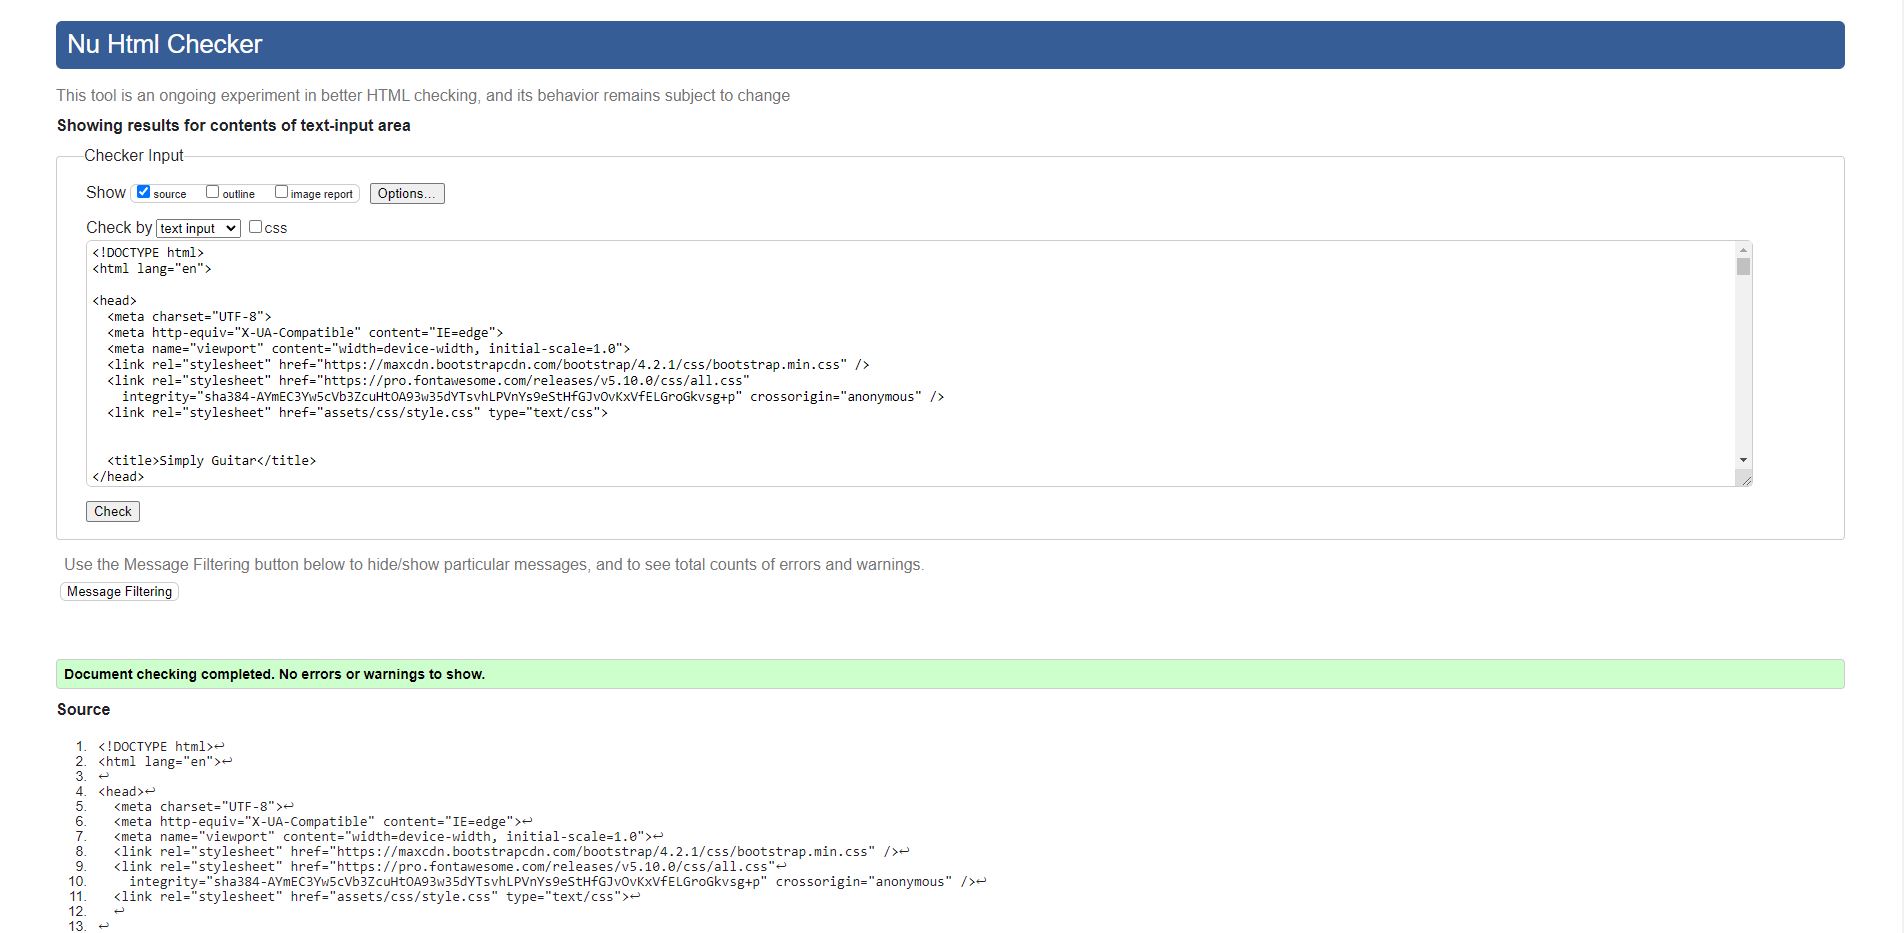 Nu Html Checker
This tool is an ongoing experiment in better HTML checking, and its behavior remains subject to change
Showing results for contents of text-input area
Checker Input
Show source outline image report Options...
Check by text input css
<!DOCTYPE html>
<html lang="en">
<head>
<meta charset="UTF-8">
<meta http-equiv="X-UA-Compatible" content="IE=edge">
<meta name="viewport" content="width=device-width, initial-scale=1.0">
<link rel="stylesheet" href="https://maxcdn.bootstrapcdn.com/bootstrap/4.2.1/css/bootstrap.min.css" />
<link rel="stylesheet" href="https://pro.fontawesome.com/releases/v5.10.0/css/all.css"
integrity="sha384-AYmEC3Yw5cVb3ZcuHtOA93w35dYTsvhLPVnYs9eStHfGJvOvKxVfELGroGkvsg+p" crossorigin="anonymous" />
<link rel="stylesheet" href="assets/css/style.css" type="text/css">
<title>Simply Guitar</title>
</head>
Check
Use the Message Filtering button below to hide/show particular messages, and to see total counts of errors and warnings.
Message Filtering
Document checking completed. No errors or warnings to show.
Source
1. <!DOCTYPE html>↩
2. <html lang="en">↩
3. ↩
4. <head>↩
5. <meta charset="UTF-8">↩
6. <meta http-equiv="X-UA-Compatible" content="IE=edge">↩
7. <meta name="viewport" content="width=device-width, initial-scale=1.0">↩
8. <link rel="stylesheet" href="https://maxcdn.bootstrapcdn.com/bootstrap/4.2.1/css/bootstrap.min.css" />↩
9. <link rel="stylesheet" href="https://pro.fontawesome.com/releases/v5.10.0/css/all.css"↩
10. integrity="sha384-AYmEC3Yw5cVb3ZcuHtOA93w35dYTsvhLPVnYs9eStHfGJvOvKxVfELGroGkvsg+p" crossorigin="anonymous" />↩
11. <link rel="stylesheet" href="assets/css/style.css" type="text/css">↩
12. ↩
13. ↩